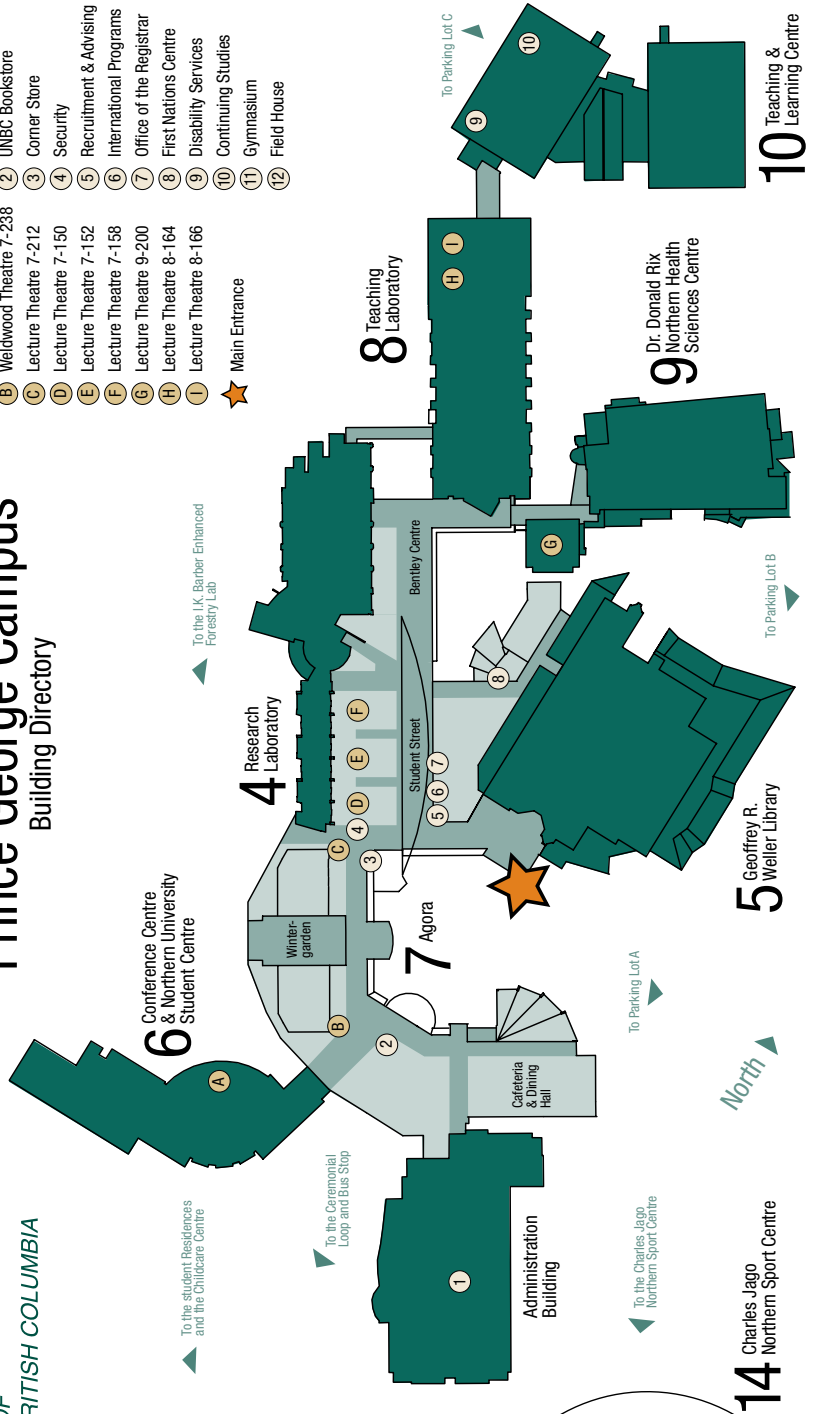 OF
RITISH COLUMBIA
Prince George Campus
Building Directory
B Weldwood Theatre 7-238
C Lecture Theatre 7-212
D Lecture Theatre 7-150
E Lecture Theatre 7-152
F Lecture Theatre 7-158
G Lecture Theatre 9-200
H Lecture Theatre 8-164
I Lecture Theatre 8-166
Main Entrance
2 UNBC Bookstore
3 Corner Store
4 Security
5 Recruitment & Advising
6 International Programs
7 Office of the Registrar
8 First Nations Centre
9 Disability Services
10 Continuing Studies
11 Gymnasium
12 Field House
To the student Residences
and the Childcare Centre
6 Conference Centre
& Northern University
Student Centre
A
To the I.K. Barber Enhanced
Forestry Lab
4 Research
Laboratory
To the Ceremonial
Loop and Bus Stop
Winter-
garden
B
C
D
E
F
4
3
2
8 Teaching
Laboratory
H
I
To Parking Lot C
9
10
Student Street
Bentley Centre
7 Agora
5
6
7
8
G
1
Administration
Building
Cafeteria
& Dining
Hall
To the Charles Jago
Northern Sport Centre
To Parking Lot A
North
9 Dr. Donald Rix
Northern Health
Sciences Centre
10 Teaching &
Learning Centre
5 Geoffrey R.
Weller Library
To Parking Lot B
14 Charles Jago
Northern Sport Centre